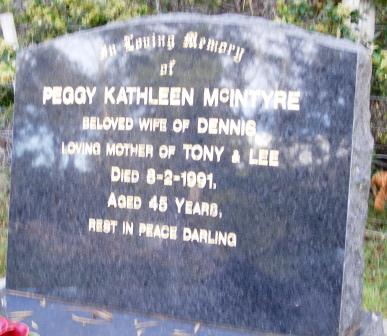 In Loving Memory
of
PEGGY KATHLEEN McINTYRE
BELOVED WIFE OF DENNIS,
LOVING MOTHER OF TONY & LEE
DIED 8-2-1991,
AGED 45 YEARS,
REST IN PEACE DARLING